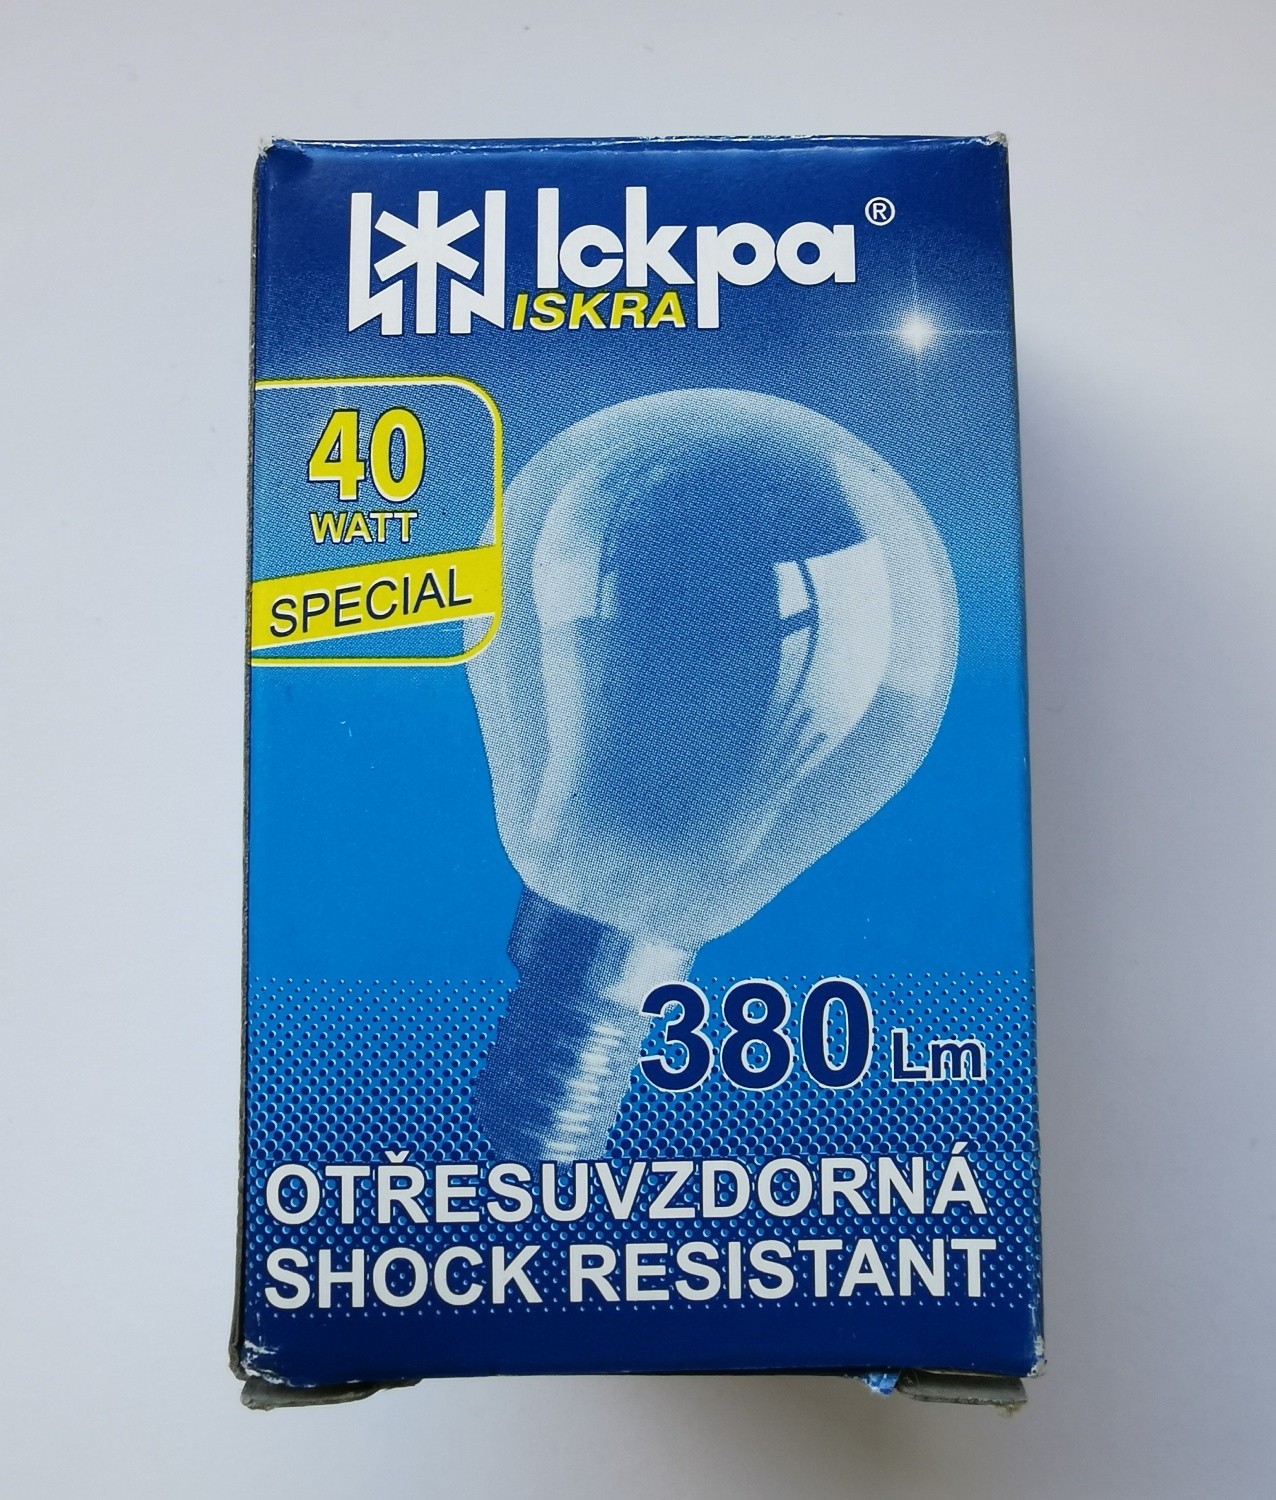 Іскра®
ISKRA
40
WATT
SPECIAL
380 Lm
OTŘESUVZDORNÁ
SHOCK RESISTANT